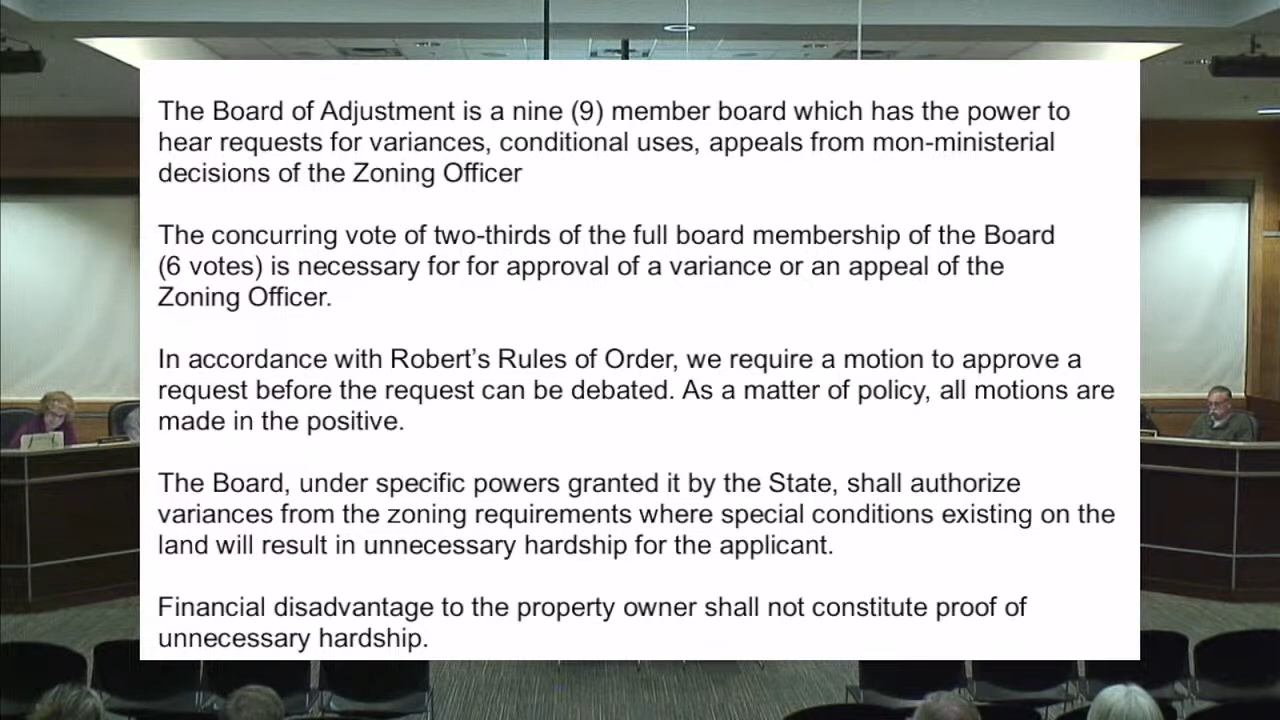 The Board of Adjustment is a nine (9) member board which has the power to
hear requests for variances, conditional uses, appeals from mon-ministerial
decisions of the Zoning Officer
The concurring vote of two-thirds of the full board membership of the Board
(6 votes) is necessary for for approval of a variance or an appeal of the
Zoning Officer.
In accordance with Robert’s Rules of Order, we require a motion to approve a
request before the request can be debated. As a matter of policy, all motions are
made in the positive.
The Board, under specific powers granted it by the State, shall authorize
variances from the zoning requirements where special conditions existing on the
land will result in unnecessary hardship for the applicant.
Financial disadvantage to the property owner shall not constitute proof of
unnecessary hardship.